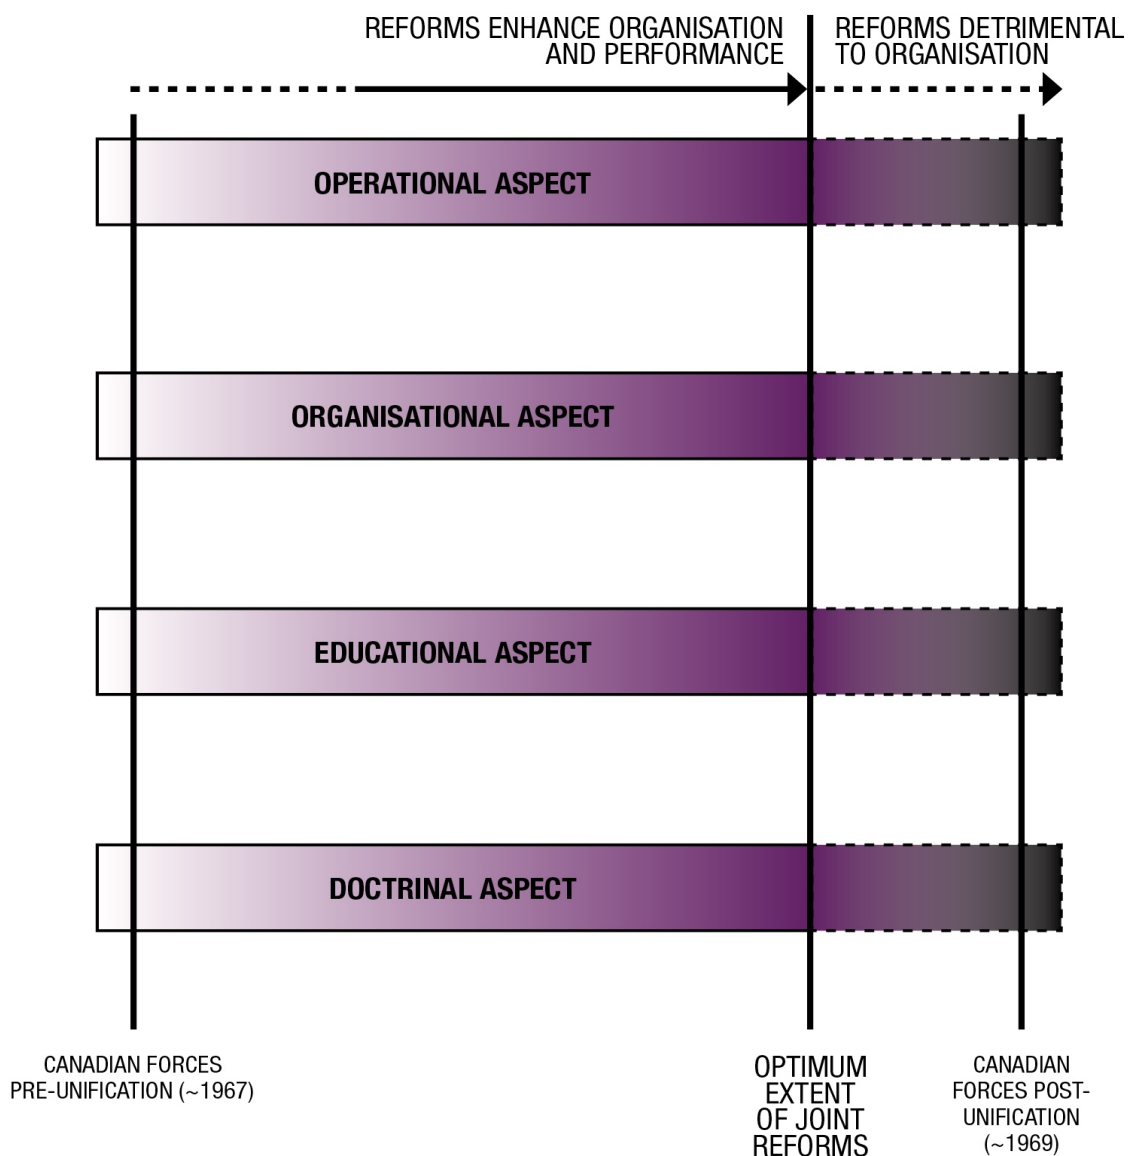 REFORMS ENHANCE ORGANISATION
AND PERFORMANCE
REFORMS DETRIMENTAL
TO ORGANISATION
OPERATIONAL ASPECT
ORGANISATIONAL ASPECT
EDUCATIONAL ASPECT
DOCTRINAL ASPECT
CANADIAN FORCES
PRE-UNIFICATION (~1967)
OPTIMUM
EXTENT
OF JOINT
REFORMS
CANADIAN
FORCES POST-
UNIFICATION
(~1969)